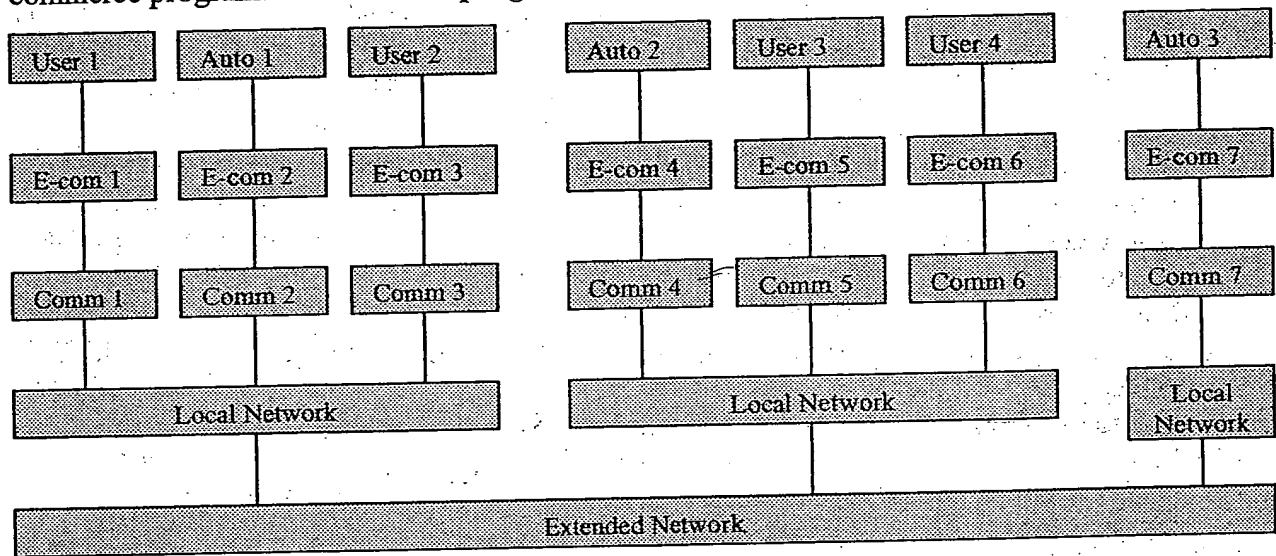 User 1 Auto 1 User 2 Auto 2 User 3 User 4 Auto 3
E-com 1 E-com 2 E-com 3 E-com 4 E-com 5 E-com 6 E-com 7
Comm 1 Comm 2 Comm 3 Comm 4 Comm 5 Comm 6 Comm 7
Local Network Local Network Local
Network
Extended Network